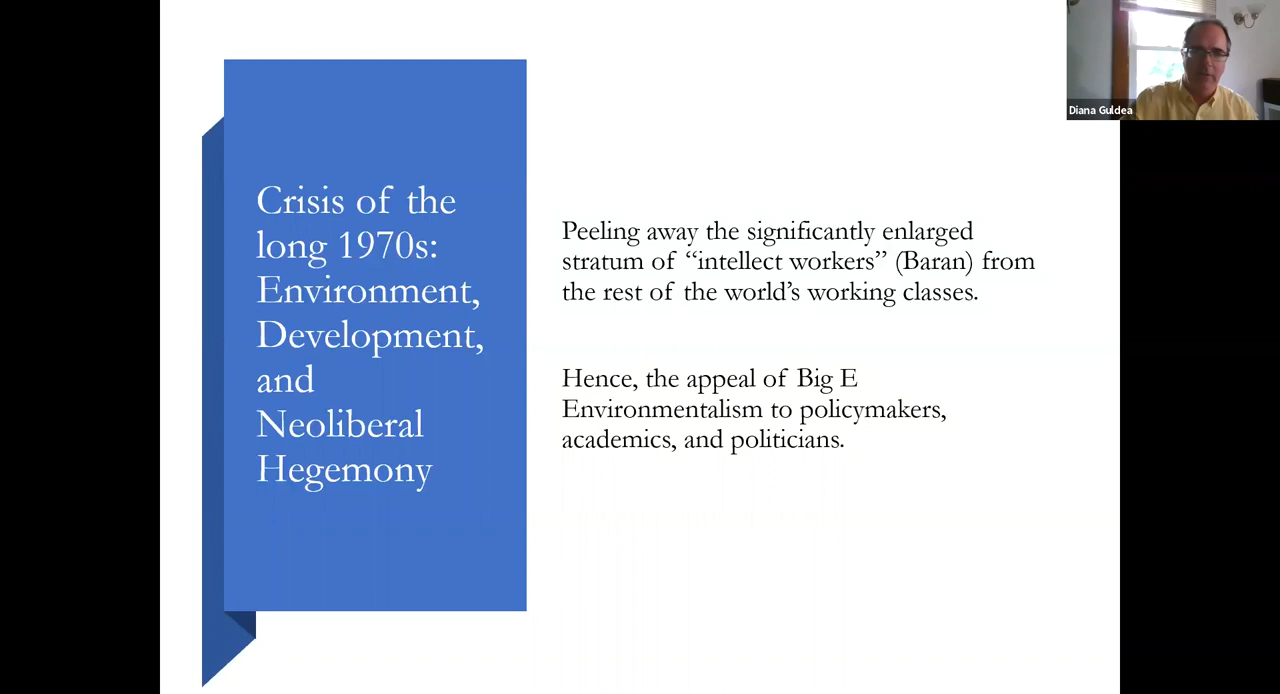 Diana Guldea
Crisis of the
long 1970s:
Environment,
Development,
and
Neoliberal
Hegemony
Peeling away the significantly enlarged
stratum of “intellect workers” (Baran) from
the rest of the world’s working classes.
Hence, the appeal of Big E
Environmentalism to policymakers,
academics, and politicians.